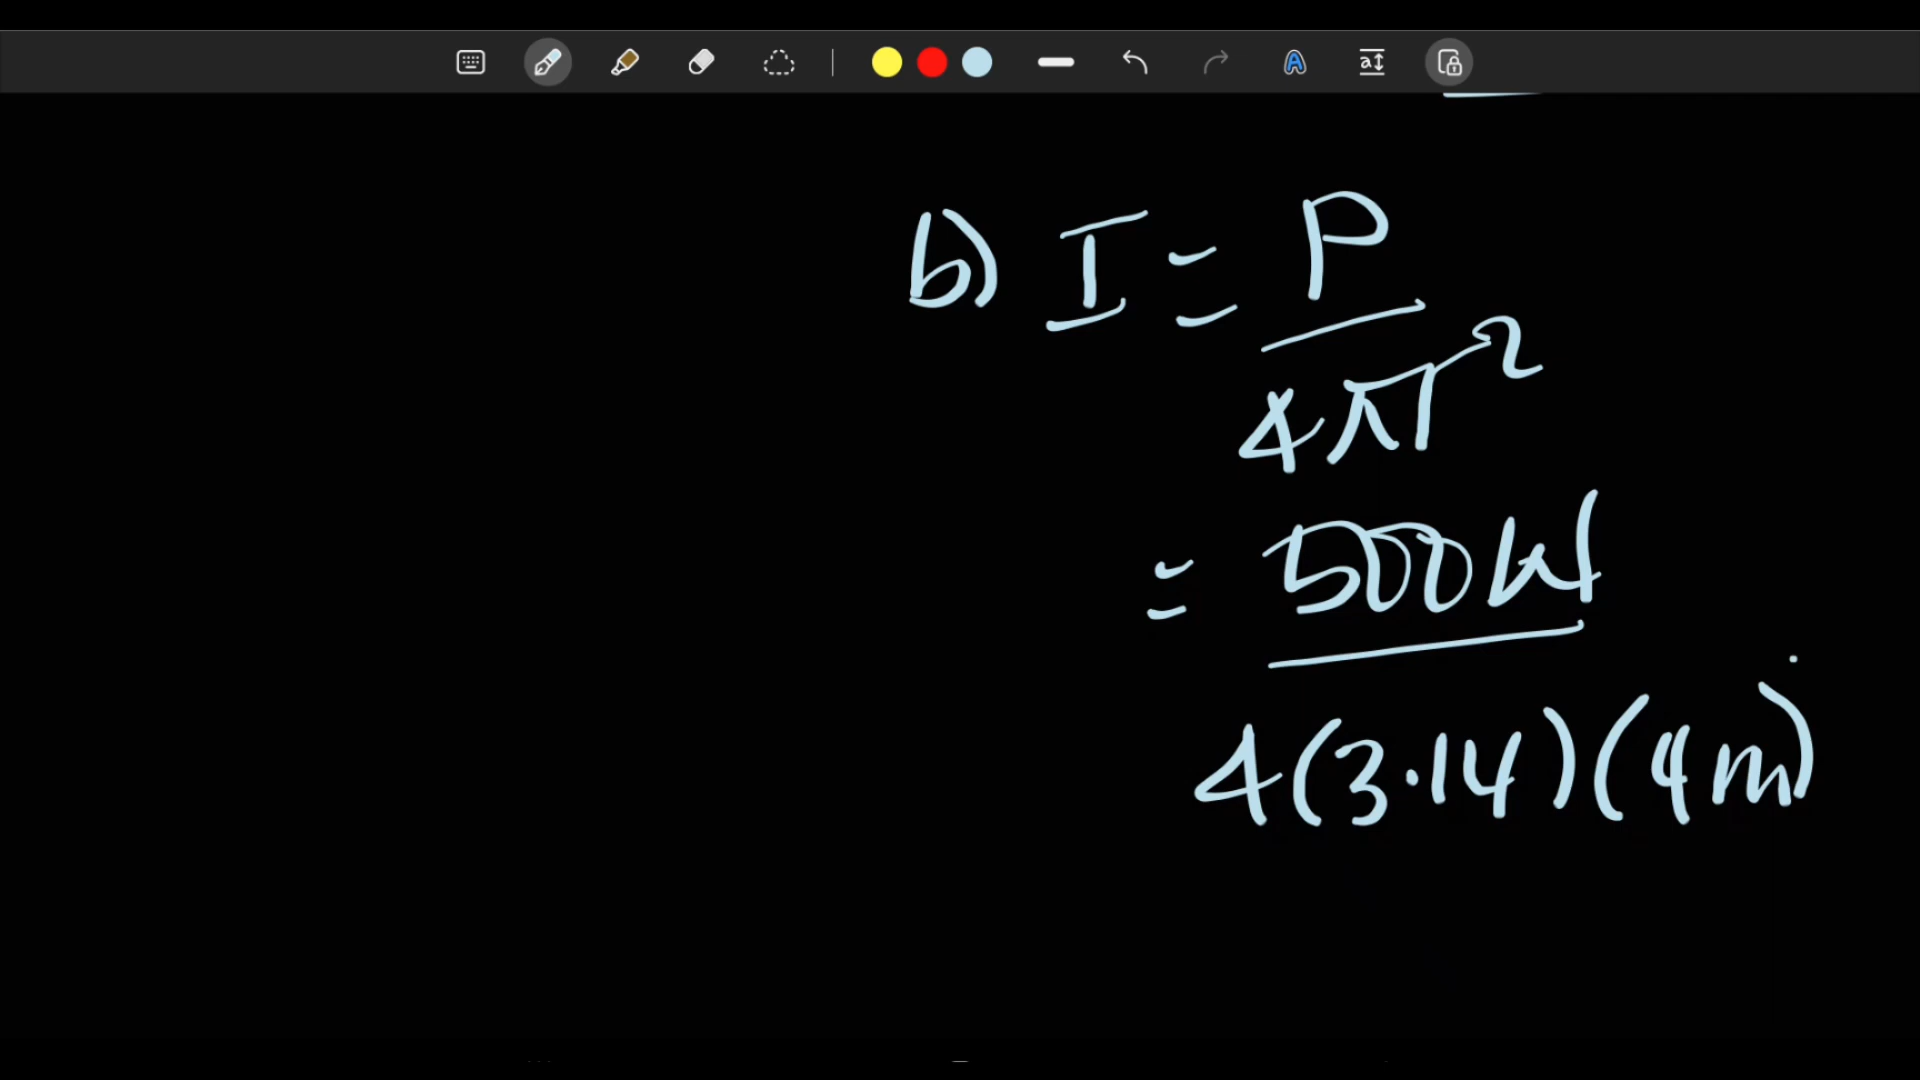 A a
b) I = P
4πr²
= 500W
4(3.14)(4m)